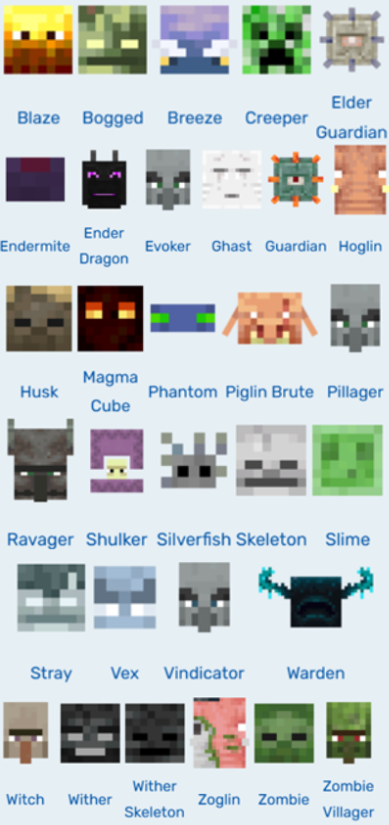 Blaze Bogged Breeze Creeper Elder
Guardian
Endermite Ender
Dragon Evoker Ghast Guardian Hoglin
Husk Magma
Cube Phantom Piglin Brute Pillager
Ravager Shulker Silverfish Skeleton Slime
Stray Vex Vindicator Warden
Witch Wither Wither
Skeleton Zoglin Zombie Zombie
Villager